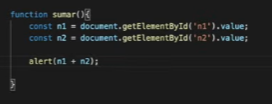 function sumar(){
const n1 = document.getElementById('n1').value;
const n2 = document.getElementById('n2').value;
alert(n1 + n2);
}